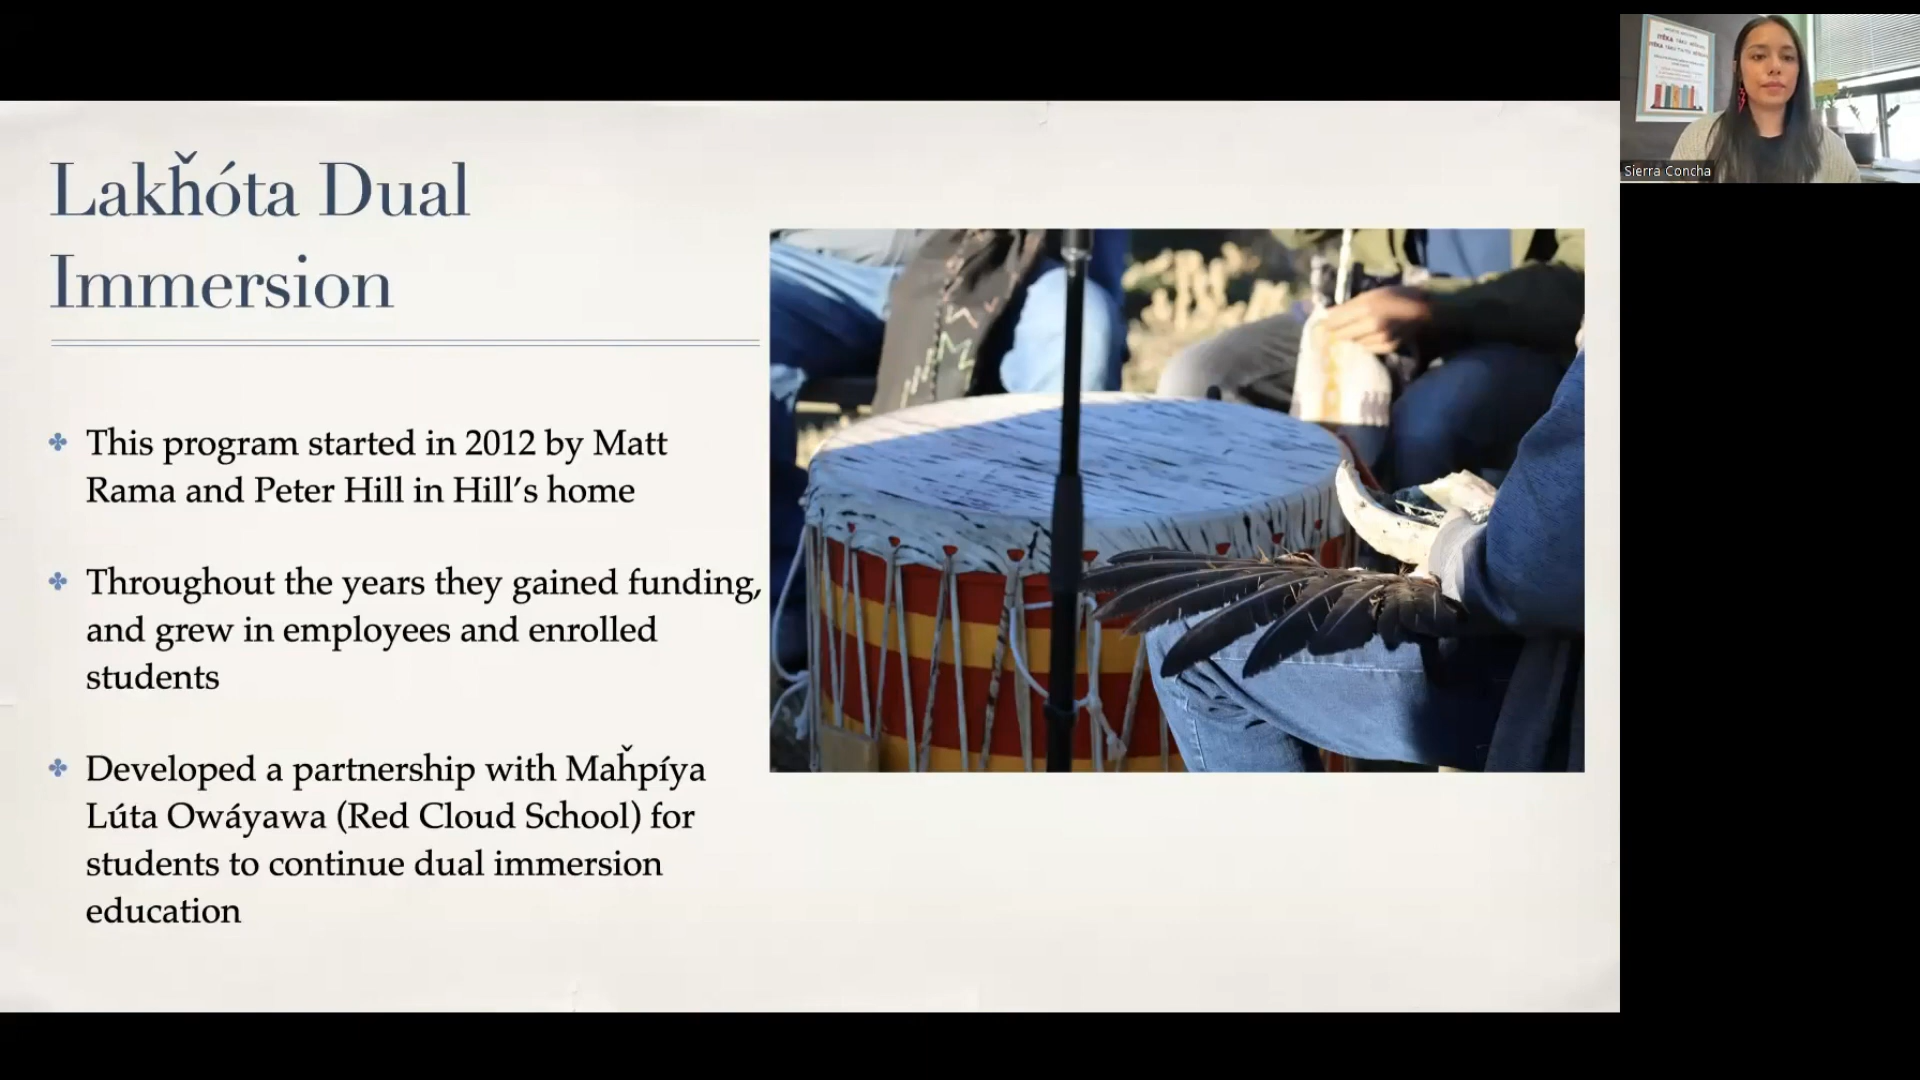 Lakȟóta Dual
Immersion
This program started in 2012 by Matt
Rama and Peter Hill in Hill’s home
Throughout the years they gained funding,
and grew in employees and enrolled
students
Developed a partnership with Maȟpíya
Lúta Owáyawa (Red Cloud School) for
students to continue dual immersion
education
Sierra Concha